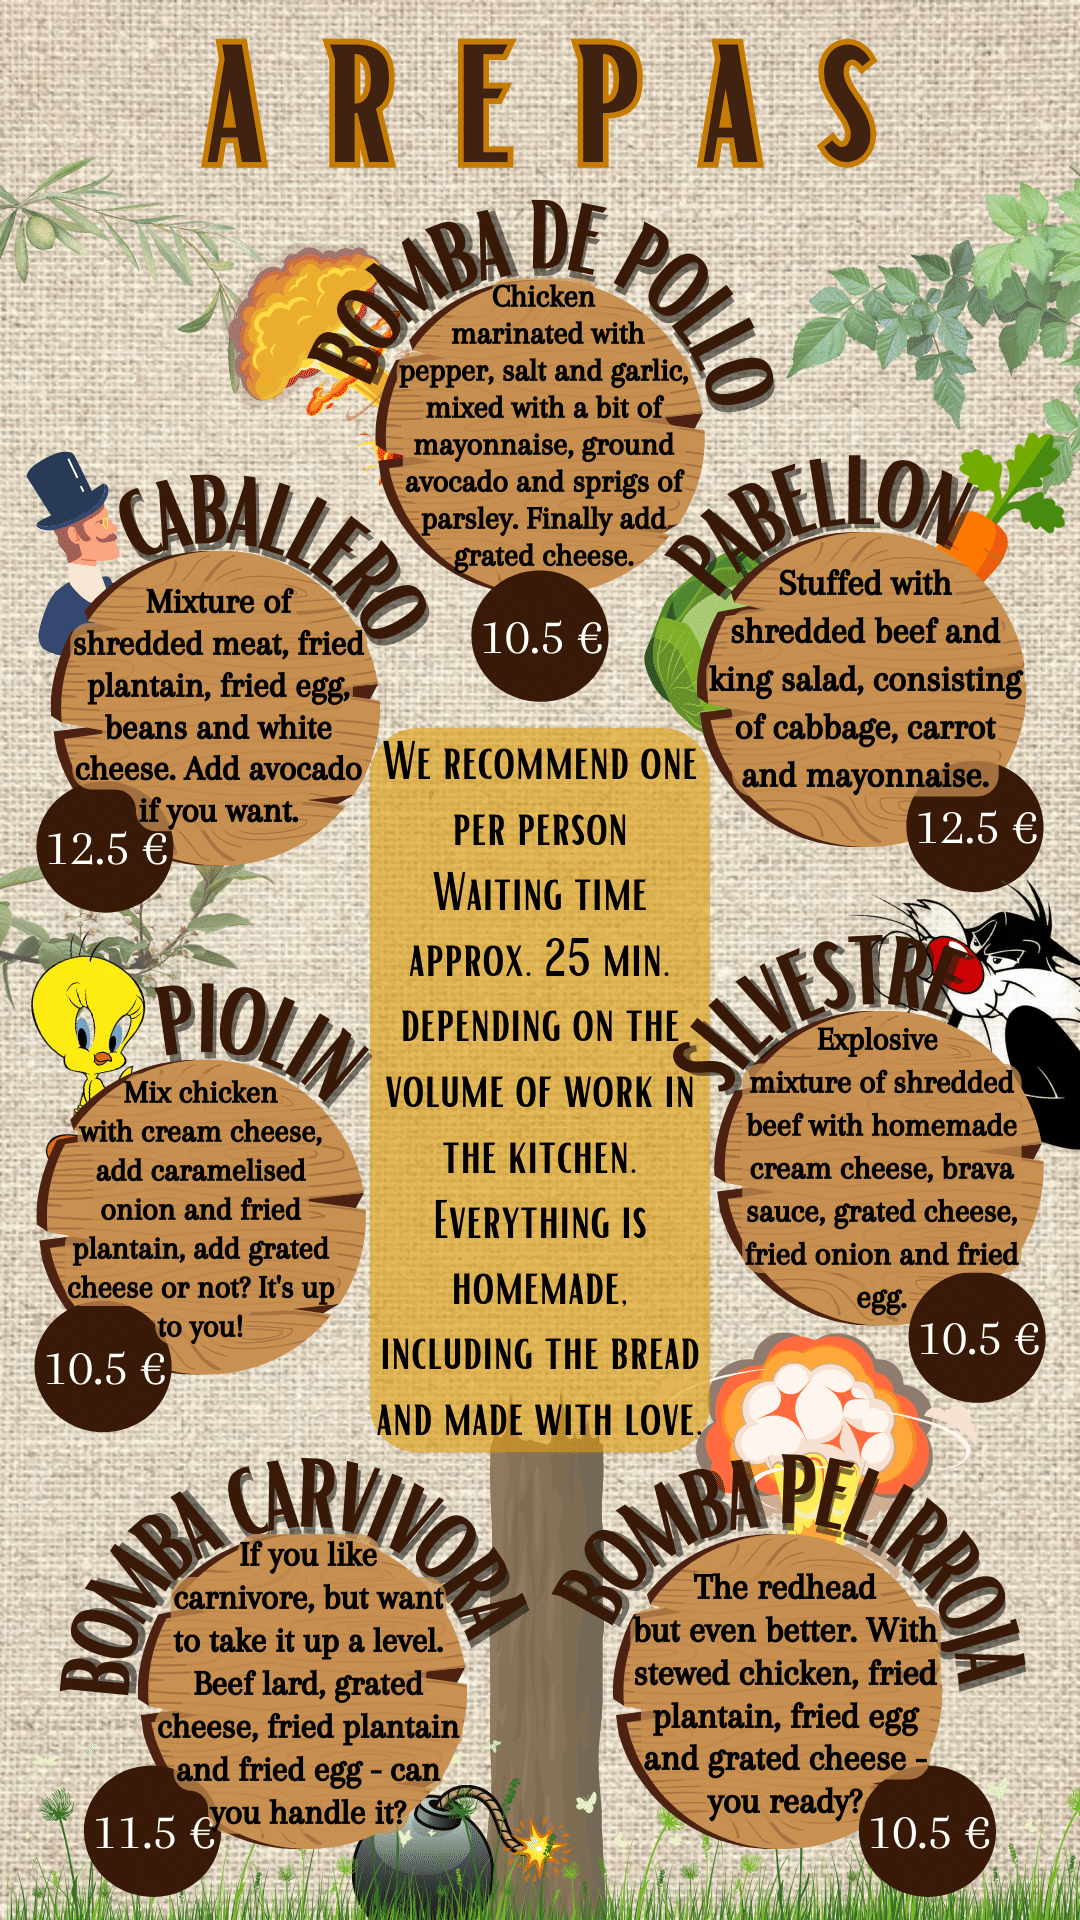 AREPAS
BOMBA DE POLLO
Chicken
marinated with
pepper, salt and garlic,
mixed with a bit of
mayonnaise, ground
avocado and sprigs of
parsley. Finally add
grated cheese.
10.5 €
CABALLERO
Mixture of
shredded meat, fried
plantain, fried egg,
beans and white
cheese. Add avocado
if you want.
12.5 €
PABELLON
Stuffed with
shredded beef and
king salad, consisting
of cabbage, carrot
and mayonnaise.
12.5 €
We recommend one
per person
Waiting time
approx. 25 min.
depending on the
volume of work in
the kitchen.
Everything is
homemade,
including the bread
and made with love.
PIOLIN
Mix chicken
with cream cheese,
add caramelised
onion and fried
plantain, add grated
cheese or not? It's up
to you!
10.5 €
SILVESTRE
Explosive
mixture of shredded
beef with homemade
cream cheese, brava
sauce, grated cheese,
fried onion and fried
egg.
10.5 €
BOMBA CARVIVORA
If you like
carnivore, but want
to take it up a level.
Beef lard, grated
cheese, fried plantain
and fried egg - can
you handle it?
11.5 €
BOMBA PELIRROJA
The redhead
but even better. With
stewed chicken, fried
plantain, fried egg
and grated cheese -
you ready?
10.5 €